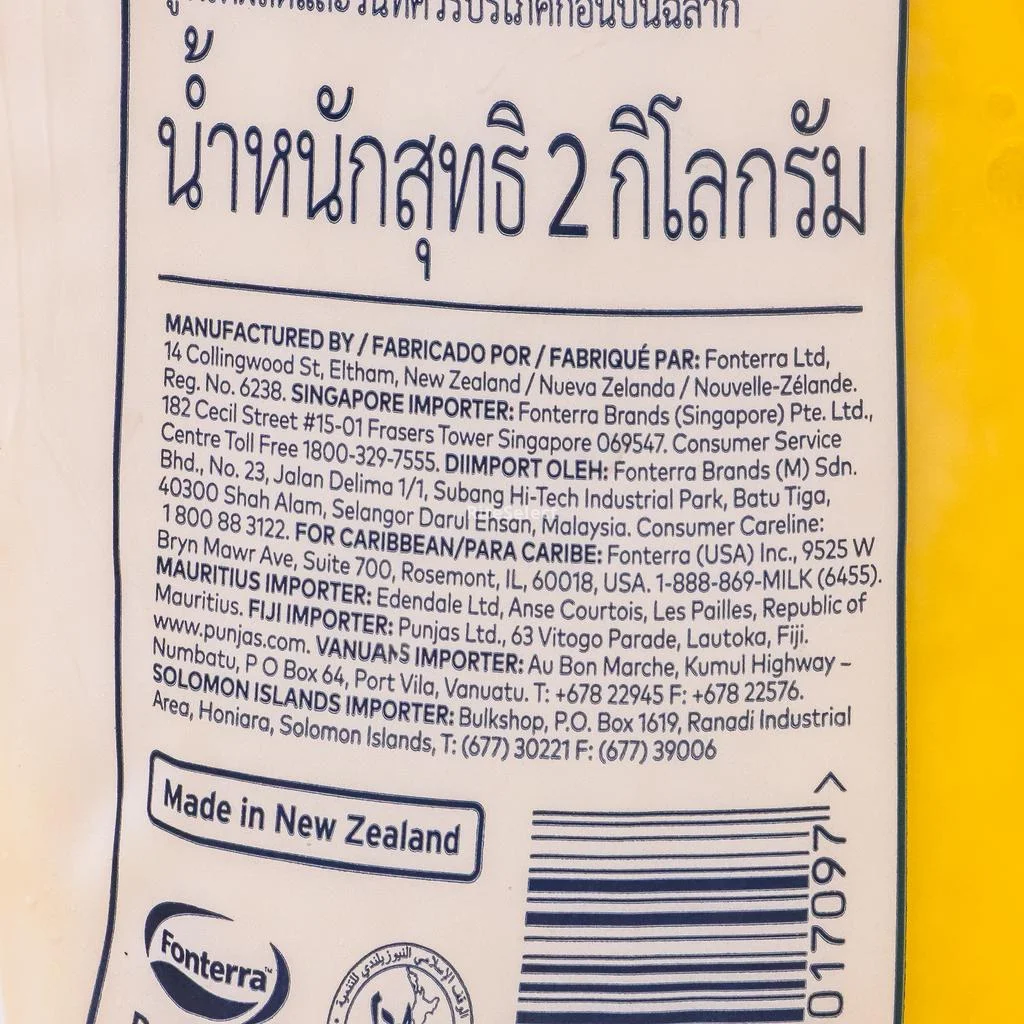 น้ำหนักสุทธิ 2 กิโลกรัม
MANUFACTURED BY / FABRICADO POR / FABRIQUÉ PAR: Fonterra Ltd,
14 Collingwood St, Eltham, New Zealand / Nueva Zelanda / Nouvelle-Zélande.
Reg. No. 6238. SINGAPORE IMPORTER: Fonterra Brands (Singapore) Pte. Ltd.,
182 Cecil Street #15-01 Frasers Tower Singapore 069547. Consumer Service
Centre Toll Free 1800-329-7555. DIIMPORT OLEH: Fonterra Brands (M) Sdn.
Bhd., No. 23, Jalan Delima 1/1, Subang Hi-Tech Industrial Park, Batu Tiga,
40300 Shah Alam, Selangor Darul Ehsan, Malaysia. Consumer Careline:
1 800 88 3122. FOR CARIBBEAN/PARA CARIBE: Fonterra (USA) Inc., 9525 W
Bryn Mawr Ave, Suite 700, Rosemont, IL, 60018, USA. 1-888-869-MILK (6455).
MAURITIUS IMPORTER: Edendale Ltd, Anse Courtois, Les Pailles, Republic of
Mauritius. FIJI IMPORTER: Punjas Ltd., 63 Vitogo Parade, Lautoka, Fiji.
www.punjas.com. IMPORTER: Au Bon Marche, Kumul Highway –
Numbatu, P O Box 64, Port Vila, Vanuatu. T: +678 22945 F: +678 22576.
SOLOMON ISLANDS IMPORTER: Bulkshop, P.O. Box 1619, Ranadi Industrial
Area, Honiara, Solomon Islands, T: (677) 30221 F: (677) 39006
Made in New Zealand
017097 >
Fonterra™
الوقف الإسلامي النيوزيلندي للتنمية